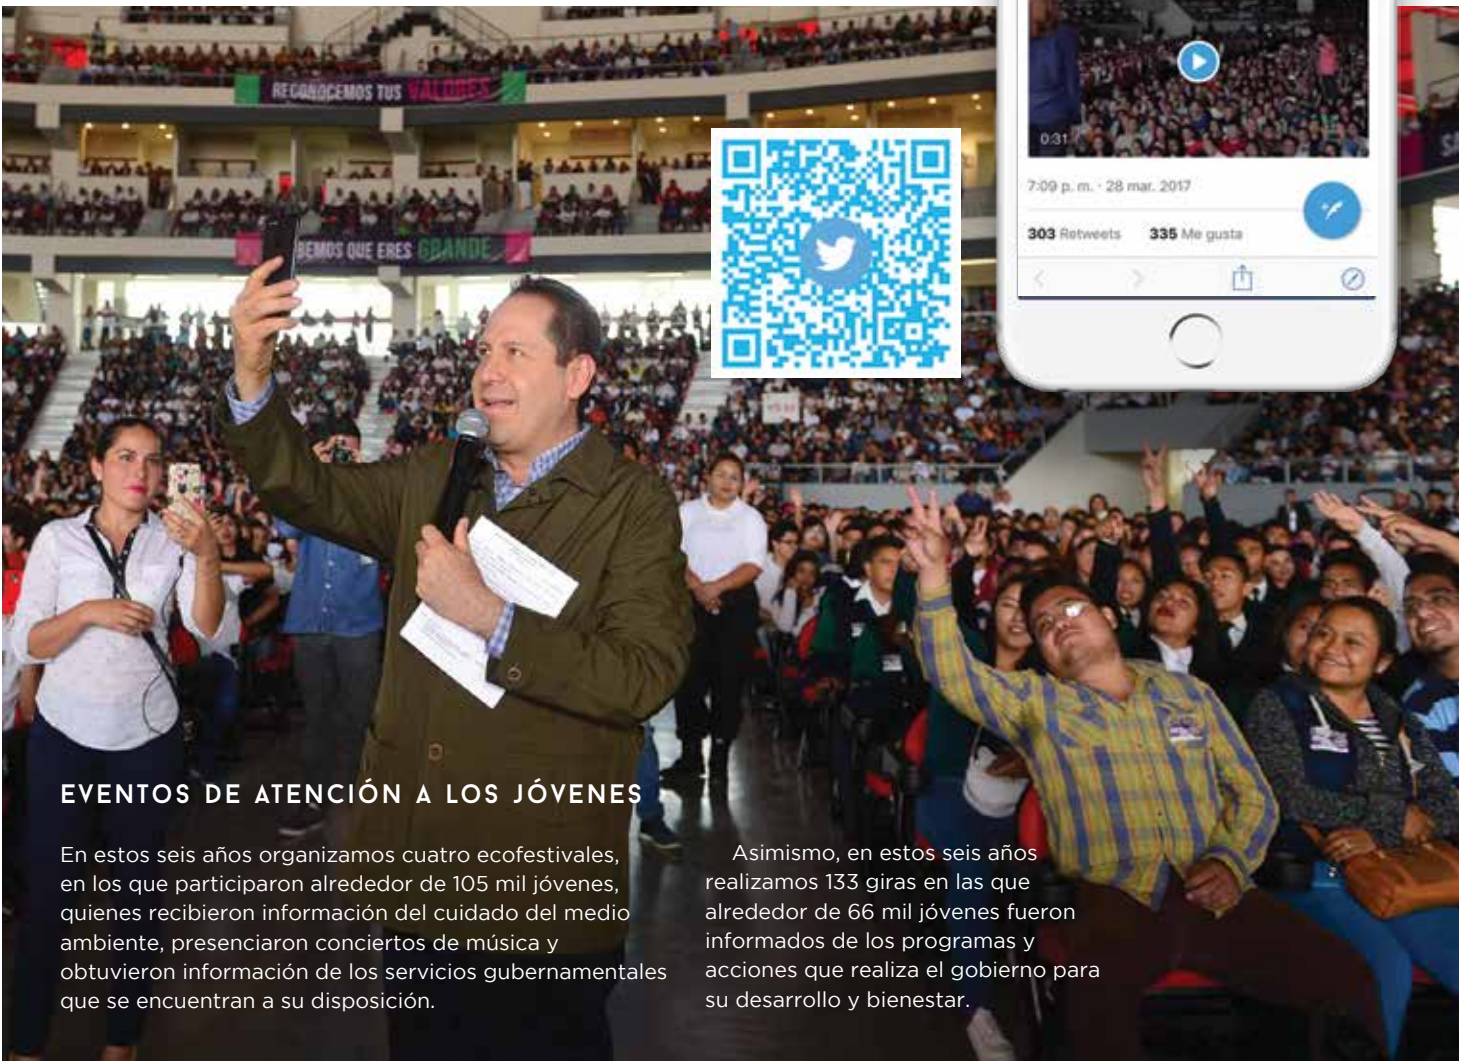 RECONOCEMOS TUS VALORES
BEMOS QUE ERES GRANDE
0:31
7:09 p. m. · 28 mar. 2017
303 Retweets 335 Me gusta
EVENTOS DE ATENCIÓN A LOS JÓVENES
En estos seis años organizamos cuatro ecofestivales,
en los que participaron alrededor de 105 mil jóvenes,
quienes recibieron información del cuidado del medio
ambiente, presenciaron conciertos de música y
obtuvieron información de los servicios gubernamentales
que se encuentran a su disposición.
Asimismo, en estos seis años
realizamos 133 giras en las que
alrededor de 66 mil jóvenes fueron
informados de los programas y
acciones que realiza el gobierno para
su desarrollo y bienestar.